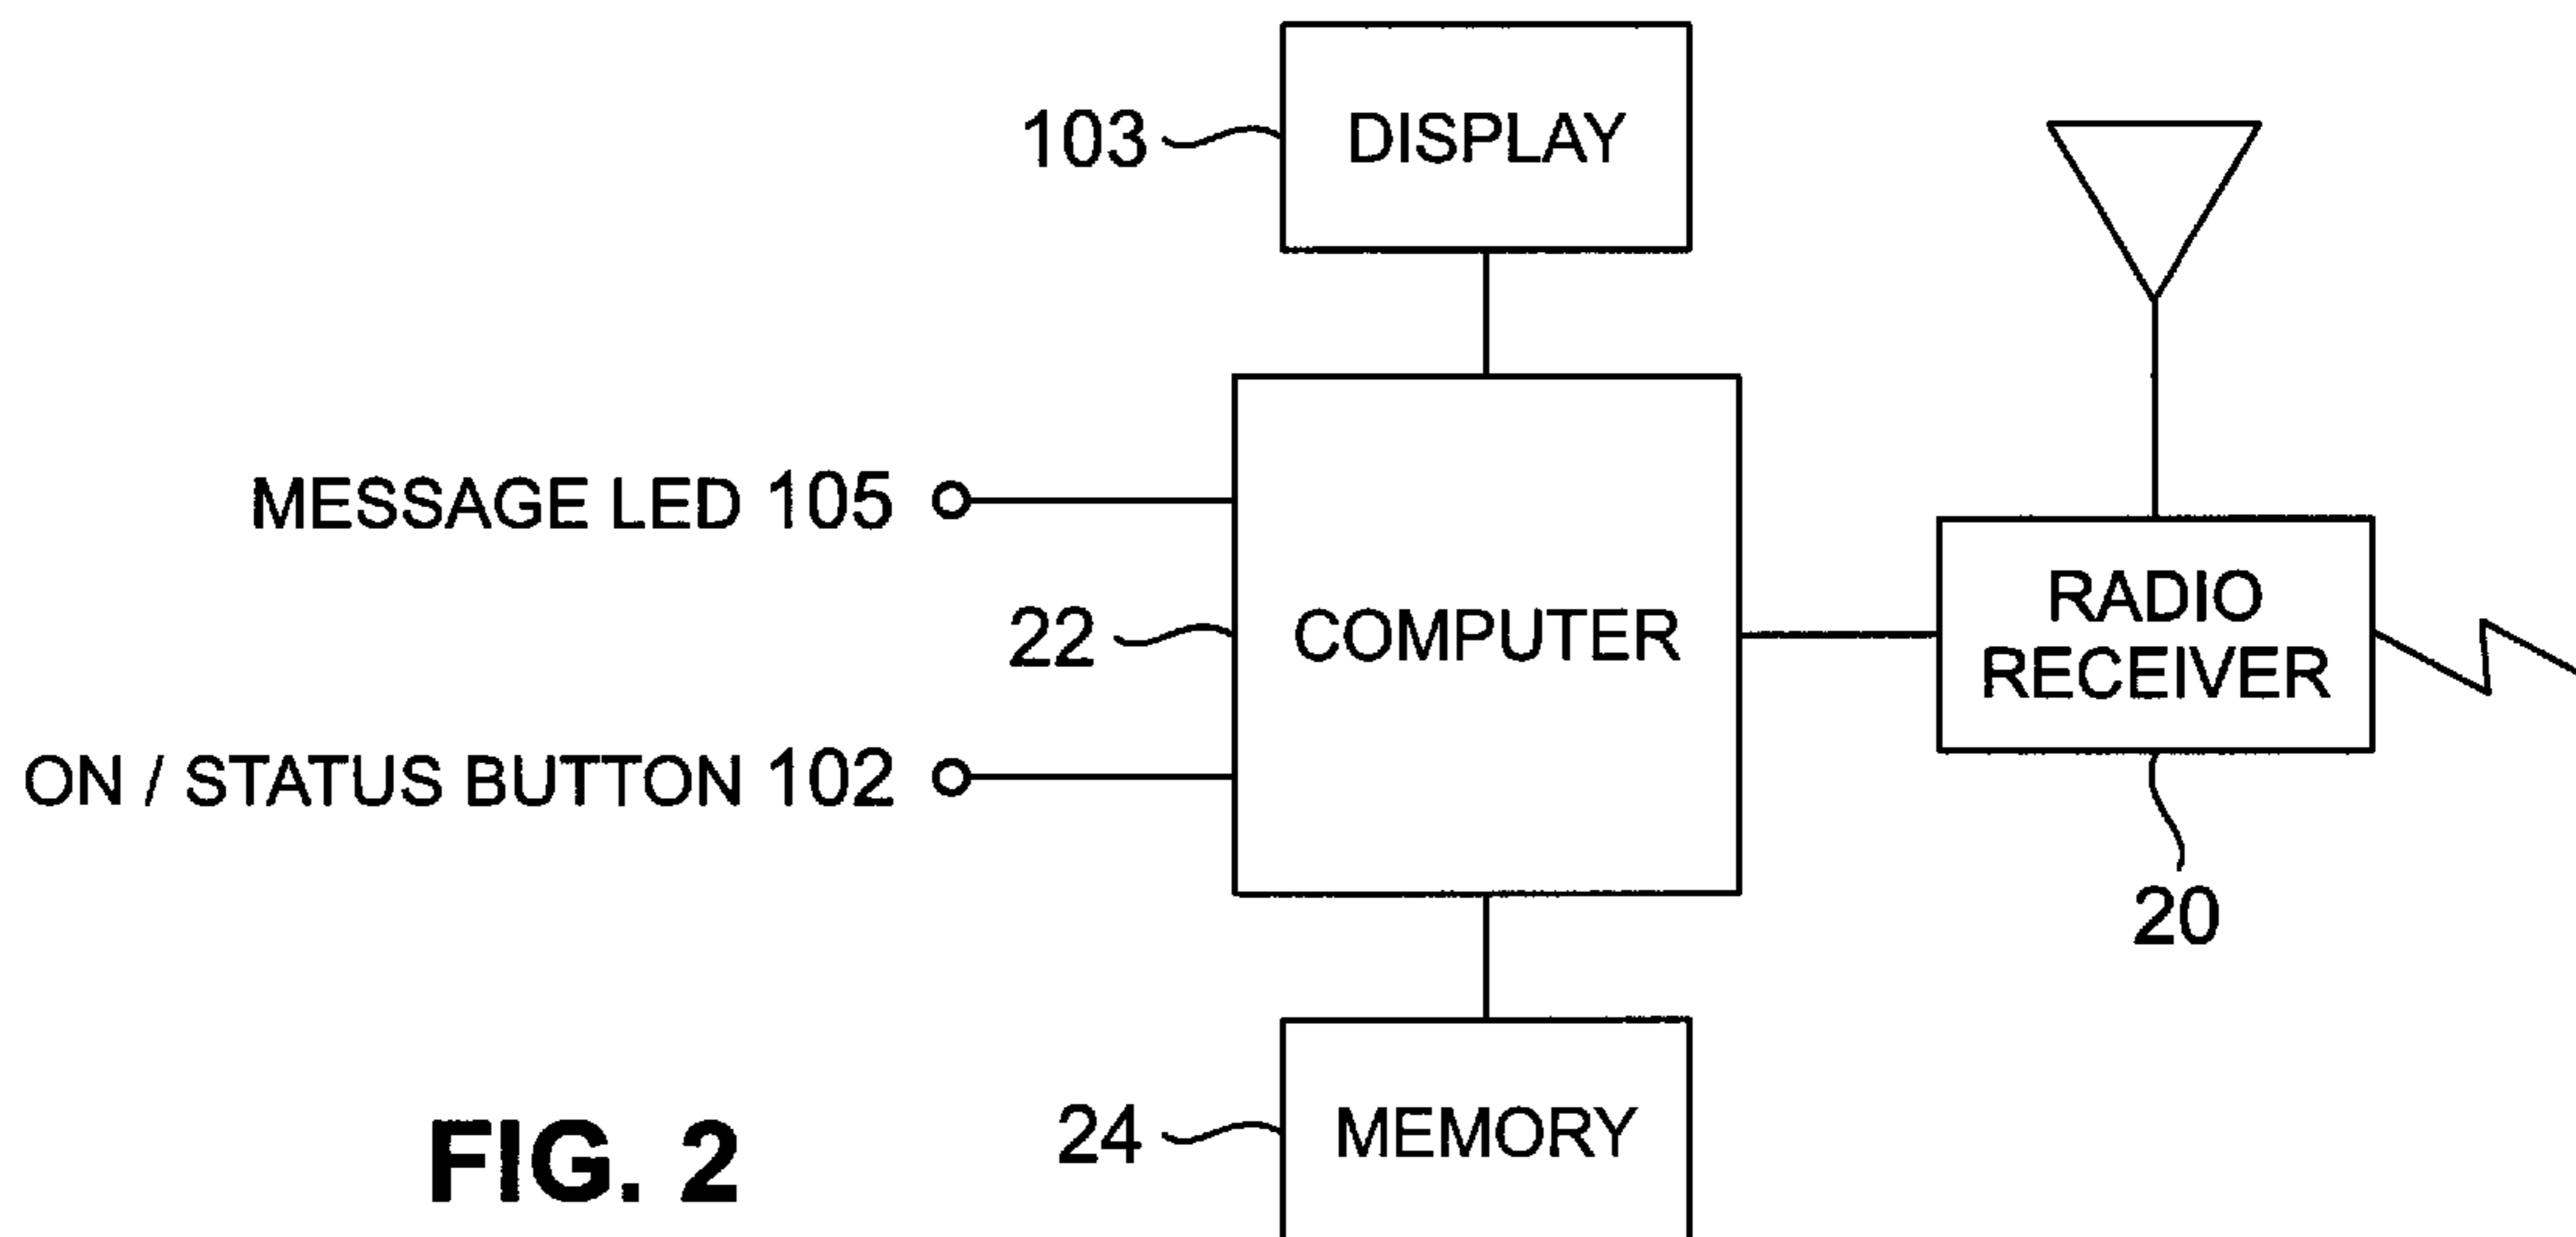 103
DISPLAY
MESSAGE LED 105
22
COMPUTER
RADIO
RECEIVER
ON / STATUS BUTTON 102
20
24
MEMORY
FIG. 2